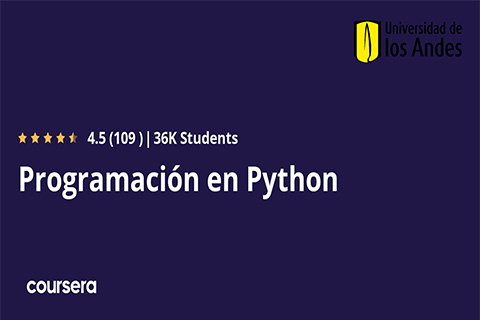 Universidad de
los Andes
4.5 (109 ) | 36K Students
Programación en Python
coursera